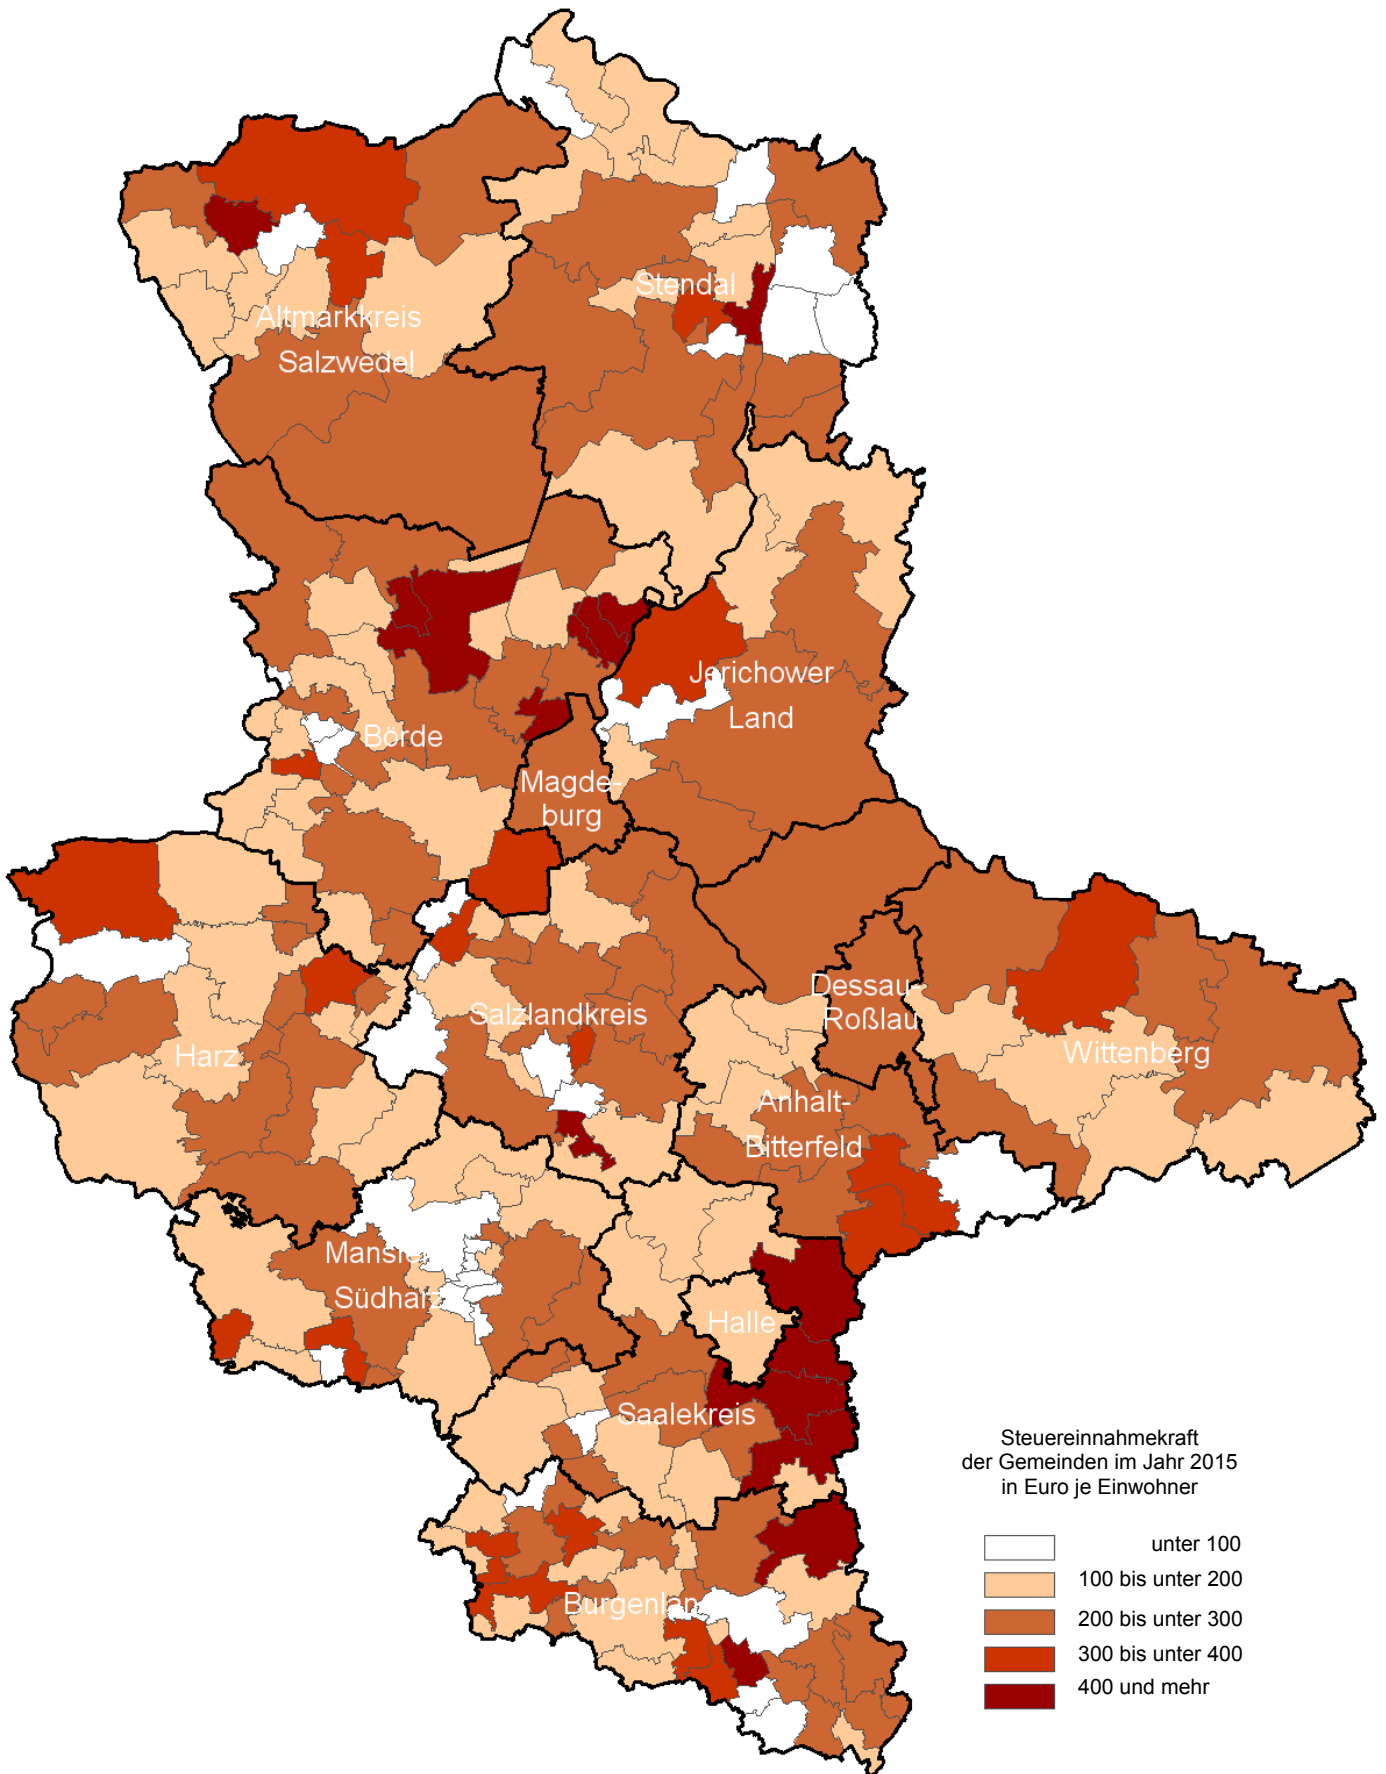 Stendal
Altmarkkreis
Salzwedel
Jerichower
Land
Börde
Magde-
burg
Dessau-
Roßlau
Salzlandkreis
Harz
Wittenberg
Anhalt-
Bitterfeld
Mansfe
Südharz
Halle
Saalekreis
Burgenlan
Steuereinnahmekraft
der Gemeinden im Jahr 2015
in Euro je Einwohner
unter 100
100 bis unter 200
200 bis unter 300
300 bis unter 400
400 und mehr